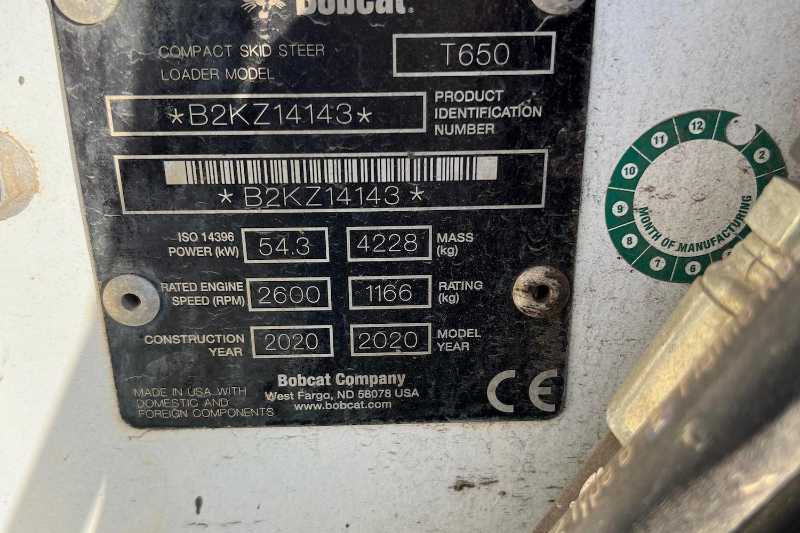 Bobcat.
COMPACT SKID STEER
LOADER MODEL
T650
*B2KZ14143*
PRODUCT
IDENTIFICATION
NUMBER
*B2KZ14143*
ISO 14396
POWER (kW)
54.3
4228
MASS
(kg)
RATED ENGINE
SPEED (RPM)
2600
1166
RATING
(kg)
CONSTRUCTION
YEAR
2020
2020
MODEL
YEAR
MADE IN USA WITH
DOMESTIC AND
FOREIGN COMPONENTS
Bobcat Company
West Fargo, ND 58078 USA
www.bobcat.com
CE
12
2
6
7
8
9
10
11
MONTH OF MANUFACTURING